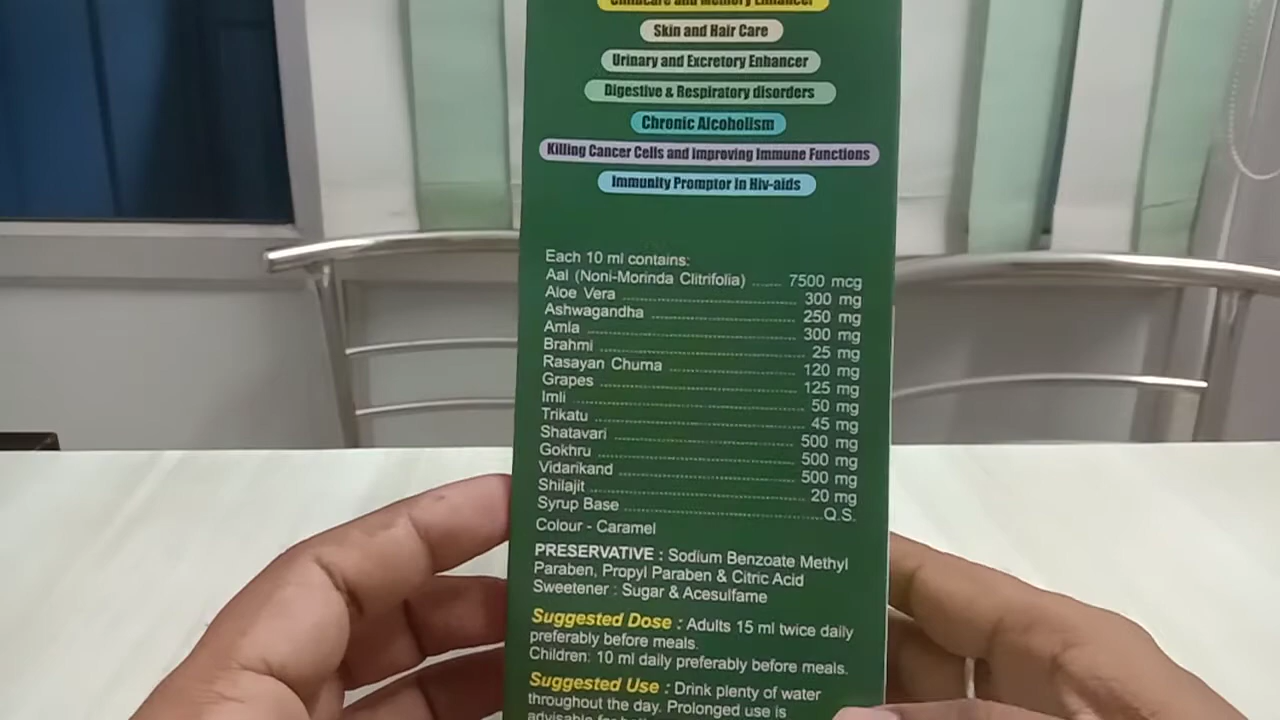 Childcare and Memory Enhancer
Skin and Hair Care
Urinary and Excretory Enhancer
Digestive & Respiratory disorders
Chronic Alcoholism
Killing Cancer Cells and Improving Immune Functions
Immunity Promptor In Hiv-aids
Each 10 ml contains:
Aal (Noni-Morinda Clitrifolia) ...... 7500 mcg
Aloe Vera ...... 300 mg
Ashwagandha ...... 250 mg
Amla ...... 300 mg
Brahmi ...... 25 mg
Rasayan Churna ...... 120 mg
Grapes ...... 125 mg
Imli ...... 50 mg
Trikatu ...... 45 mg
Shatavari ...... 500 mg
Gokhru ...... 500 mg
Vidarikand ...... 500 mg
Shilajit ...... 20 mg
Syrup Base ...... Q.S.
Colour - Caramel
PRESERVATIVE : Sodium Benzoate Methyl
Paraben, Propyl Paraben & Citric Acid
Sweetener : Sugar & Acesulfame
Suggested Dose : Adults 15 ml twice daily
preferably before meals.
Children: 10 ml daily preferably before meals.
Suggested Use : Drink plenty of water
throughout the day. Prolonged use is
advisable for